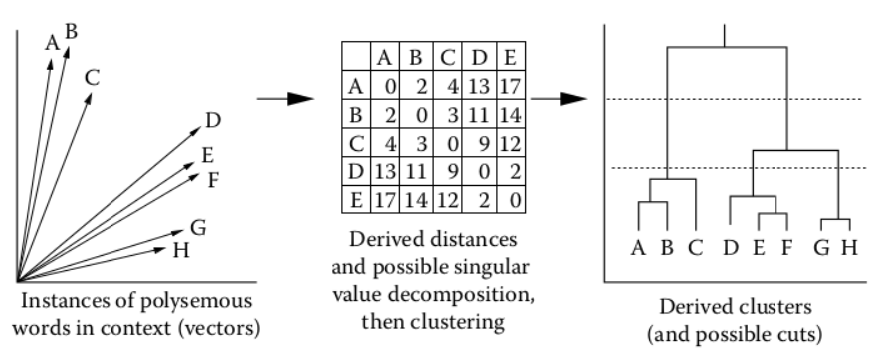 A
B
C
D
E
F
G
H
Instances of polysemous
words in context (vectors)
A B C D E
A 0 2 4 13 17
B 2 0 3 11 14
C 4 3 0 9 12
D 13 11 9 0 2
E 17 14 12 2 0
Derived distances
and possible singular
value decomposition,
then clustering
A B C D E F G H
Derived clusters
(and possible cuts)